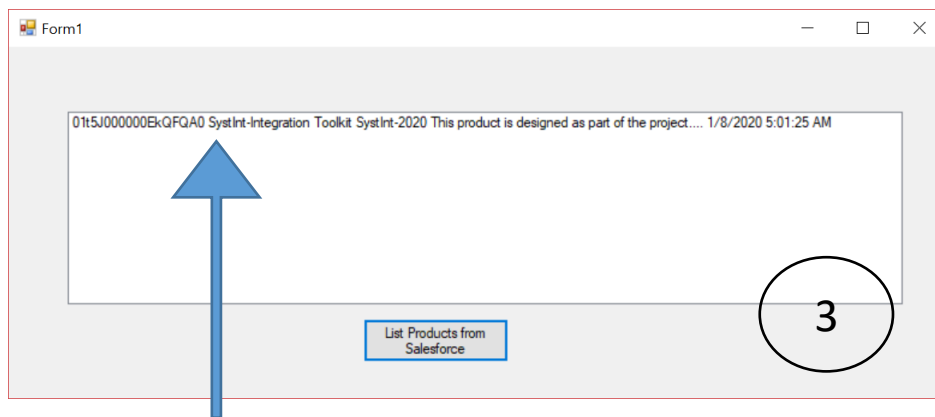 Form1
01t5J000000EkQFQA0 SystInt-Integration Toolkit SystInt-2020 This product is designed as part of the project.... 1/8/2020 5:01:25 AM
3
List Products from
Salesforce